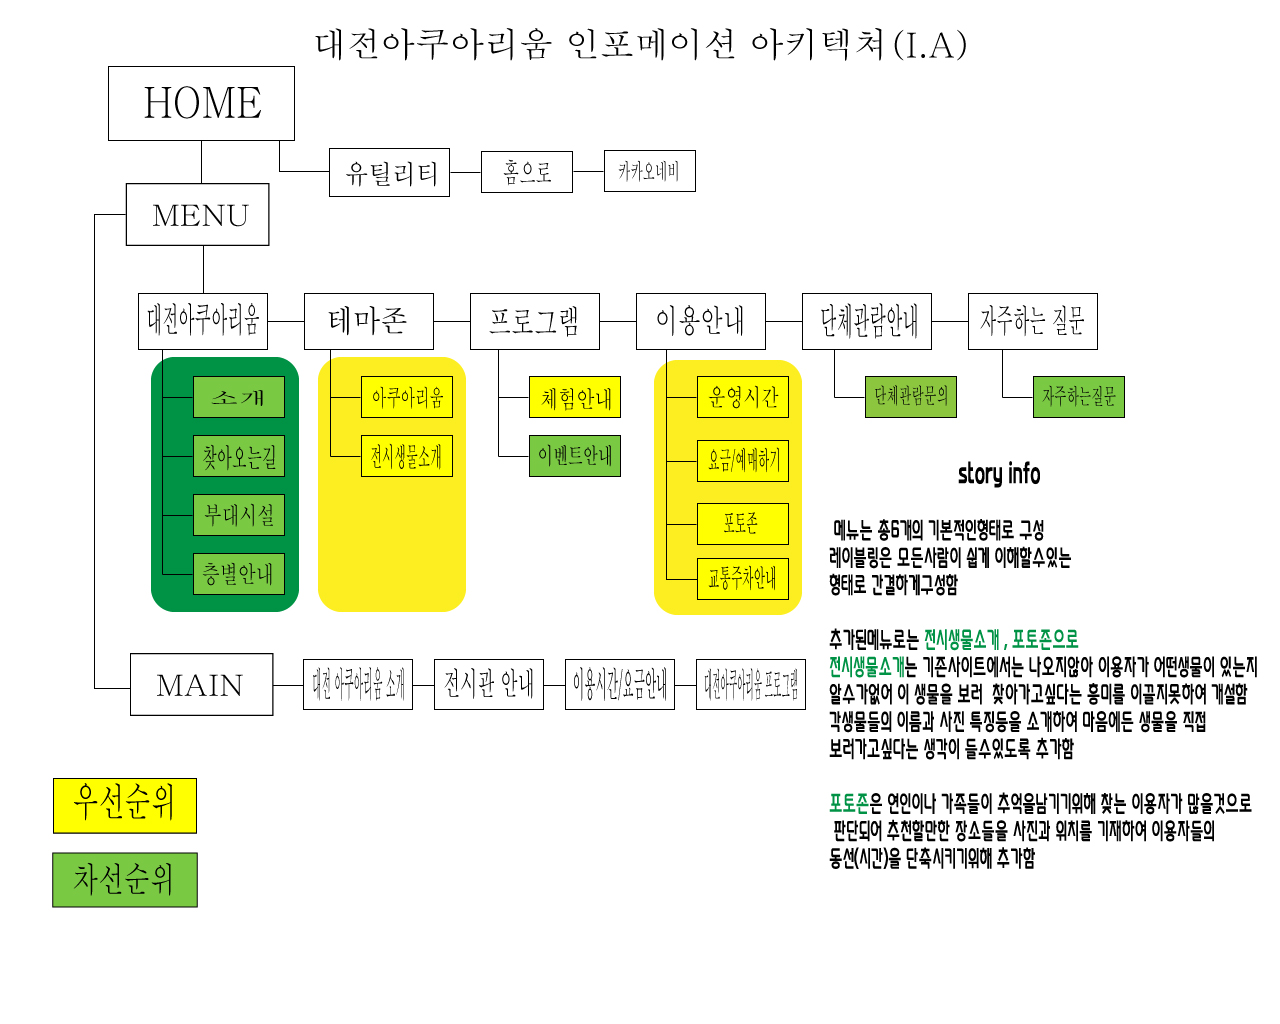 대전아쿠아리움 인포메이션 아키텍쳐(I.A)
HOME
유틸리티
홈으로
카카오네비
MENU
대전아쿠아리움
테마존
프로그램
이용안내
단체관람안내
자주하는 질문
소개
찾아오는길
부대시설
층별안내
아쿠아리움
전시생물소개
체험안내
이벤트안내
운영시간
요금/예매하기
포토존
교통주차안내
단체관람문의
자주하는질문
MAIN
대전 아쿠아리움 소개
전시관 안내
이용시간/요금안내
대전아쿠아리움 프로그램
우선순위
차선순위
story info
메뉴는 총6개의 기본적인형태로 구성
레이블링은 모든사람이 쉽게 이해할수있는
형태로 간결하게구성함
추가된메뉴로는 전시생물소개 , 포토존으로
전시생물소개는 기존사이트에서는 나오지않아 이용자가 어떤생물이 있는지
알수가없어 이 생물을 보러 찾아가고싶다는 흥미를 이끌지못하여 개설함
각생물들의 이름과 사진 특징등을 소개하여 마음에든 생물을 직접
보러가고싶다는 생각이 들수있도록 추가함
포토존은 연인이나 가족들이 추억을남기기위해 찾는 이용자가 많을것으로
판단되어 추천할만한 장소들을 사진과 위치를 기재하여 이용자들의
동선(시간)을 단축시키기위해 추가함